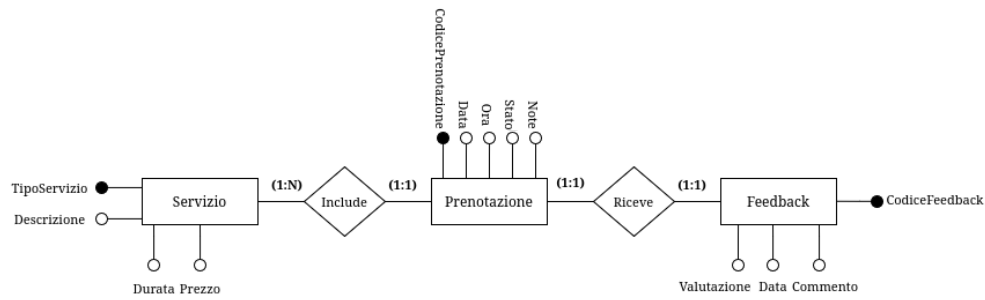 CodicePrenotazione
Data
Ora
Stato
Note
TipoServizio
Descrizione
Servizio
(1:N)
Include
(1:1)
Prenotazione
(1:1)
Riceve
(1:1)
Feedback
CodiceFeedback
Durata
Prezzo
Valutazione
Data
Commento